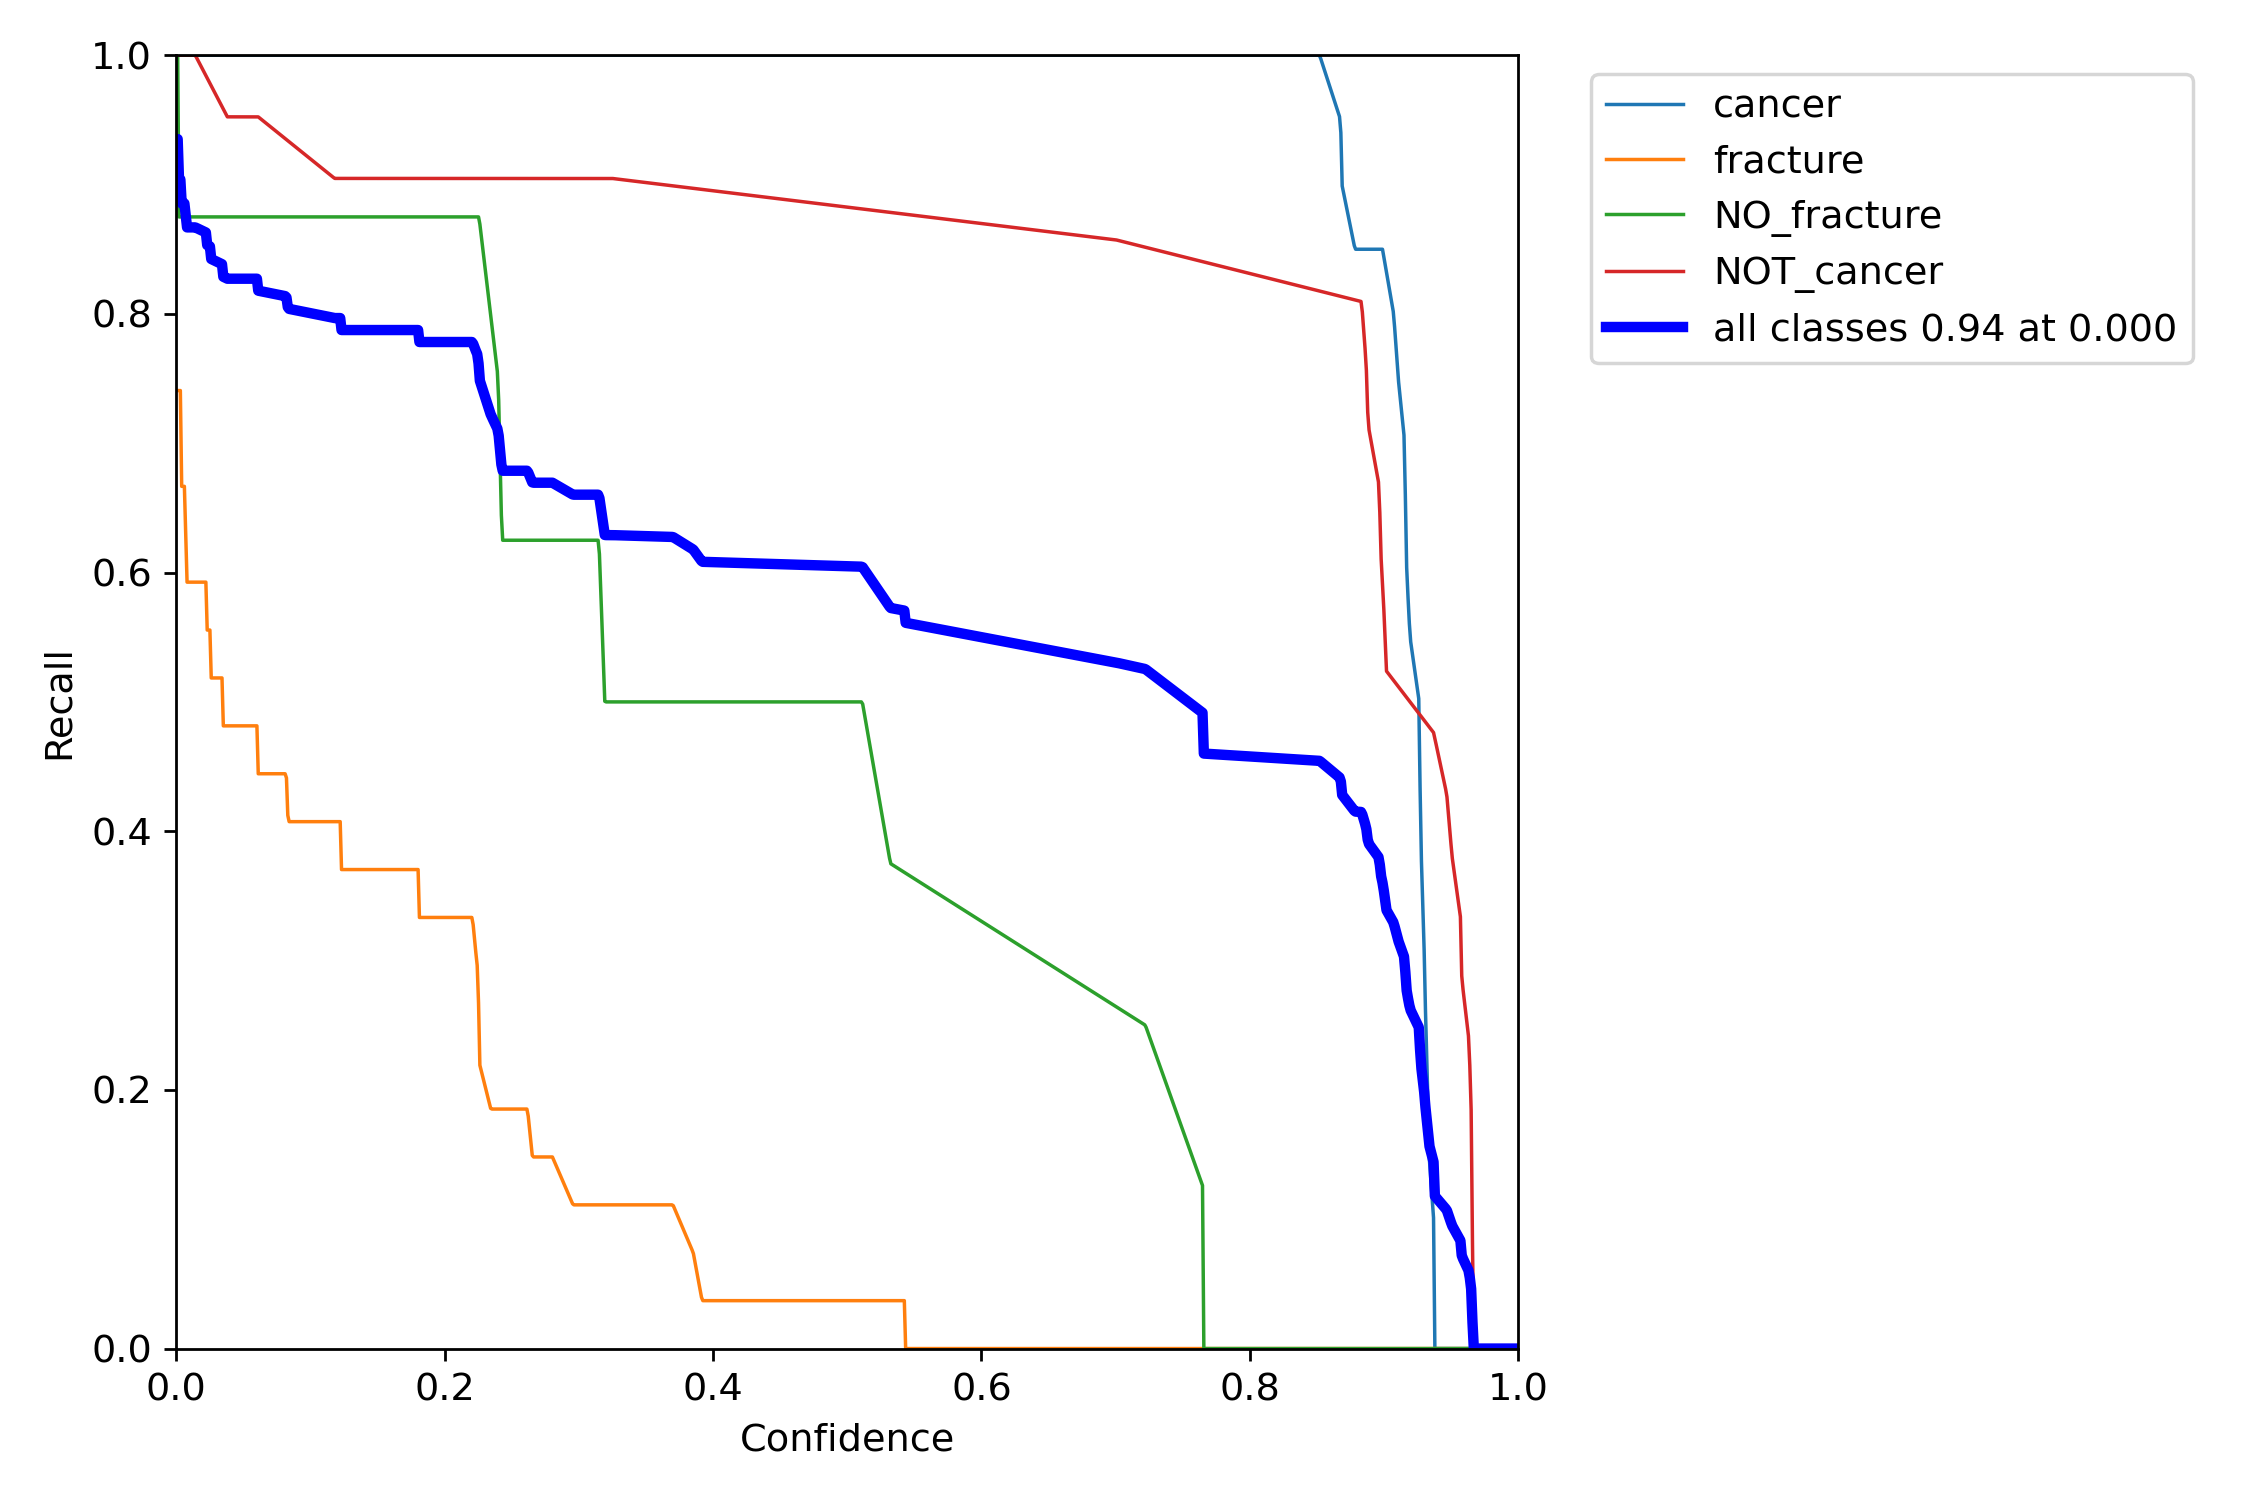 1.0
0.8
0.6
0.4
0.2
0.0
Recall
0.0 0.2 0.4 0.6 0.8 1.0
Confidence
cancer
fracture
NO_fracture
NOT_cancer
all classes 0.94 at 0.000